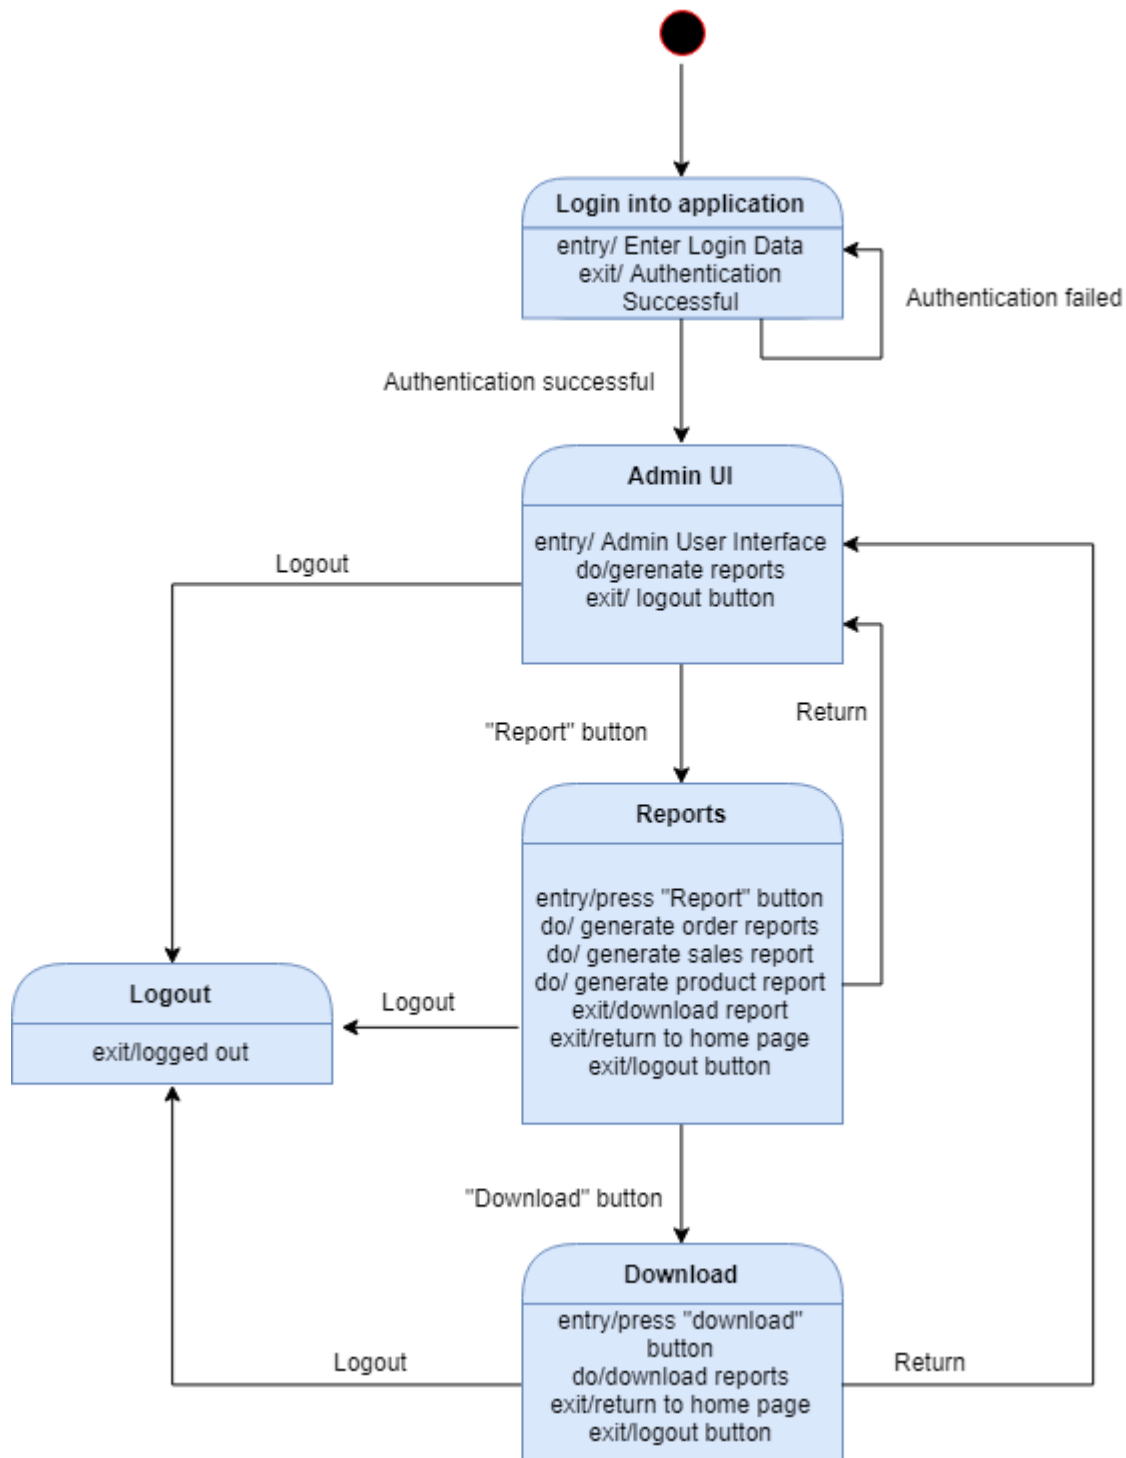 Login into application
entry/ Enter Login Data
exit/ Authentication
Successful
Authentication failed
Authentication successful
Admin UI
entry/ Admin User Interface
do/gerenate reports
exit/ logout button
Logout
"Report" button
Return
Reports
entry/press "Report" button
do/ generate order reports
do/ generate sales report
do/ generate product report
exit/download report
exit/return to home page
exit/logout button
Logout
Logout
exit/logged out
"Download" button
Download
entry/press "download"
button
do/download reports
exit/return to home page
exit/logout button
Logout
Return